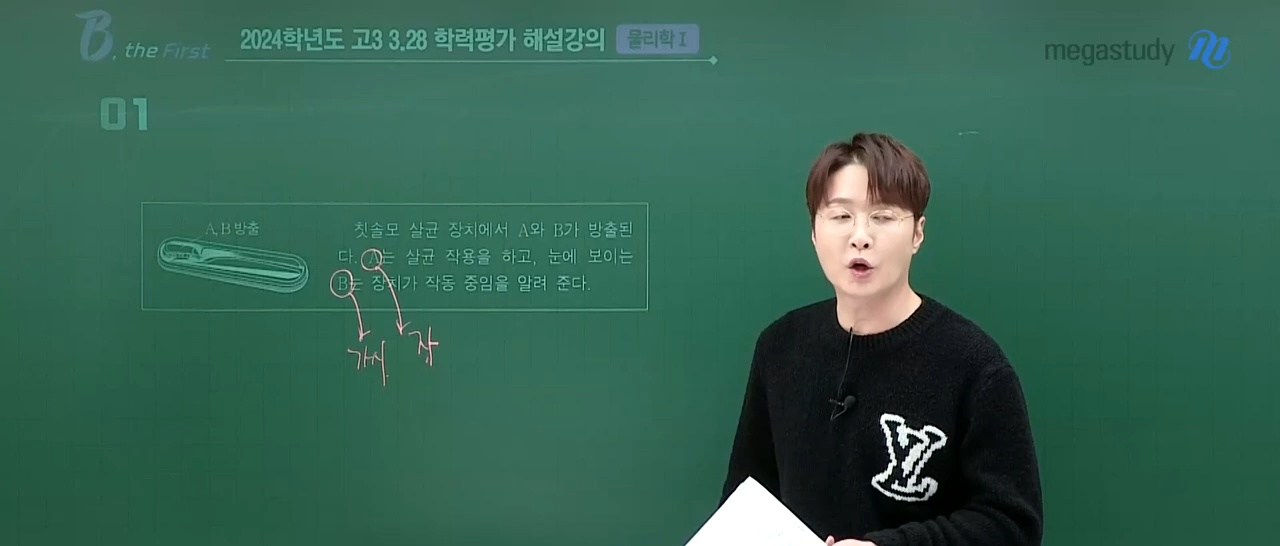 B, the First
2024학년도 고3 3.28 학력평가 해설강의 물리학 I
megastudy
01
A, B 방출
칫솔모 살균 장치에서 A와 B가 방출된
다. A는 살균 작용을 하고, 눈에 보이는
B는 장치가 작동 중임을 알려 준다.
가시
자